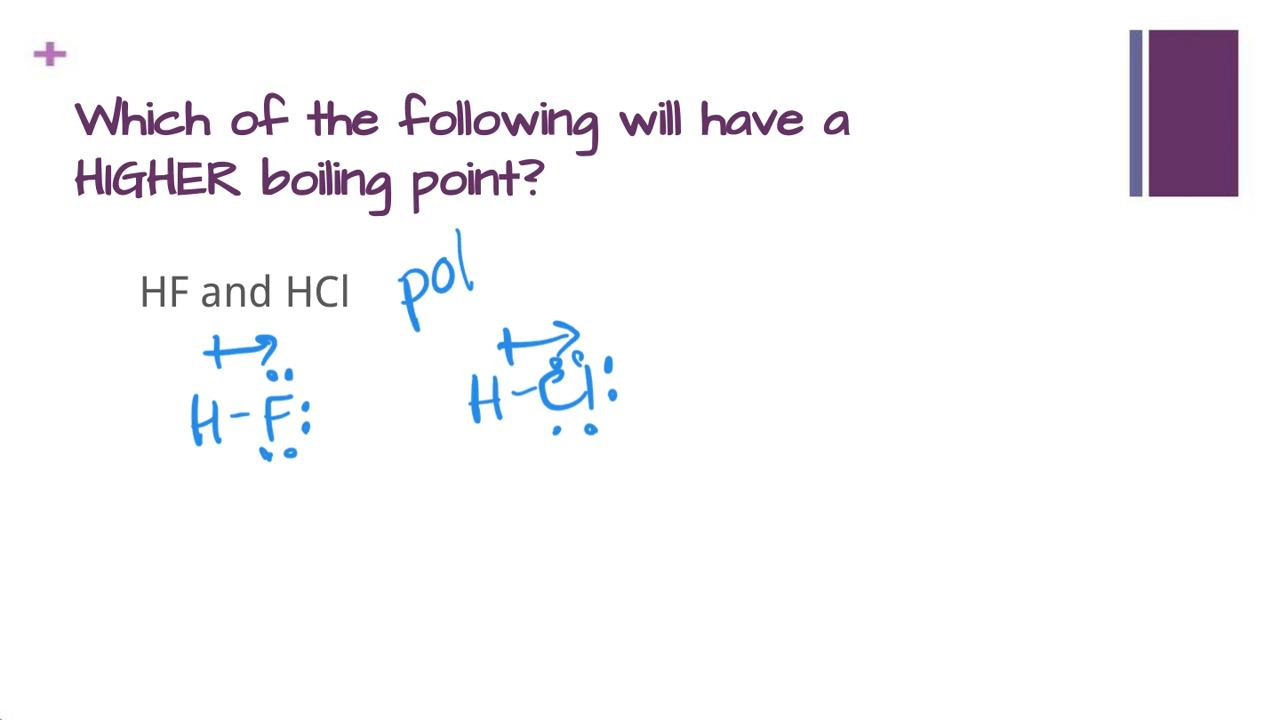 +
Which of the following will have a
HIGHER boiling point?
HF and HCl
pol
H-F:
H-Cl: